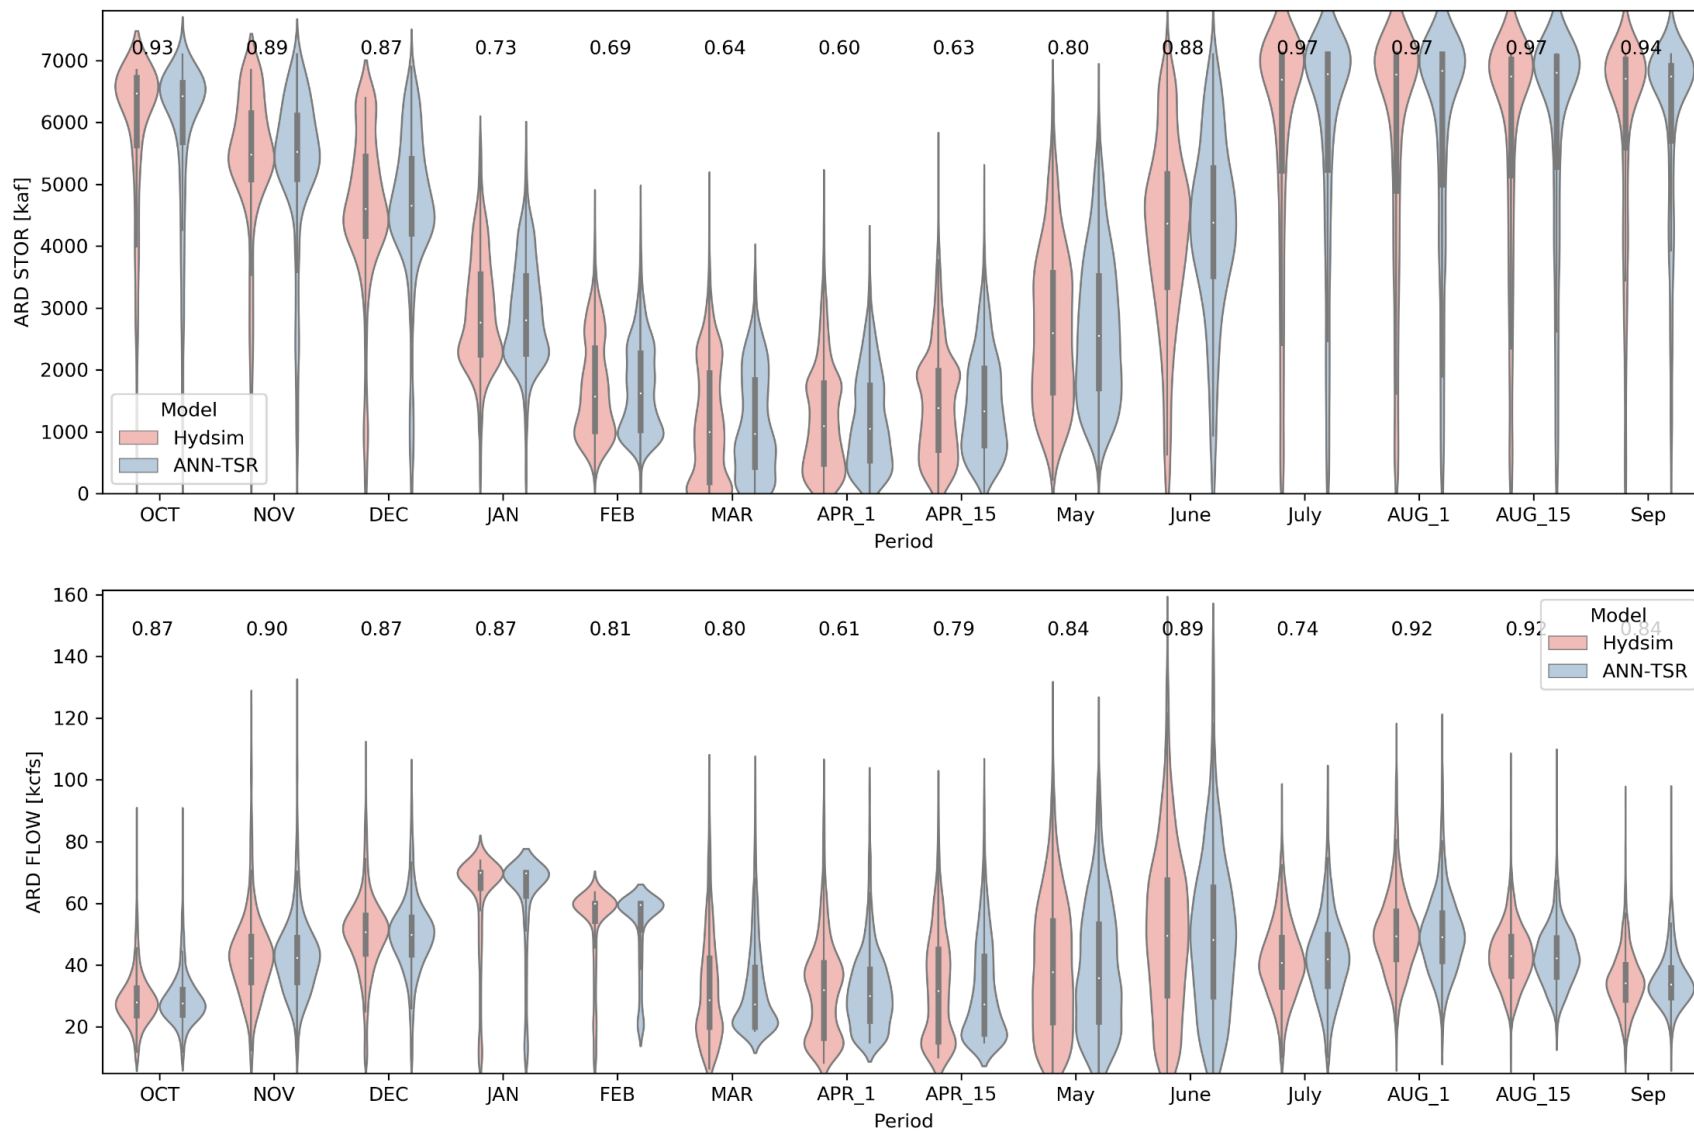 0.93 0.89 0.87 0.73 0.69 0.64 0.60 0.63 0.80 0.88 0.97 0.97 0.97 0.94
7000
6000
5000
4000
3000
2000
1000
0
ARD STOR [kaf]
Model
Hydsim
ANN-TSR
OCT NOV DEC JAN FEB MAR APR_1 APR_15 May June July AUG_1 AUG_15 Sep
Period
160
140
120
100
80
60
40
20
ARD FLOW [kcfs]
0.87 0.90 0.87 0.87 0.81 0.80 0.61 0.79 0.84 0.89 0.74 0.92 0.92 0.84
Model
Hydsim
ANN-TSR
OCT NOV DEC JAN FEB MAR APR_1 APR_15 May June July AUG_1 AUG_15 Sep
Period